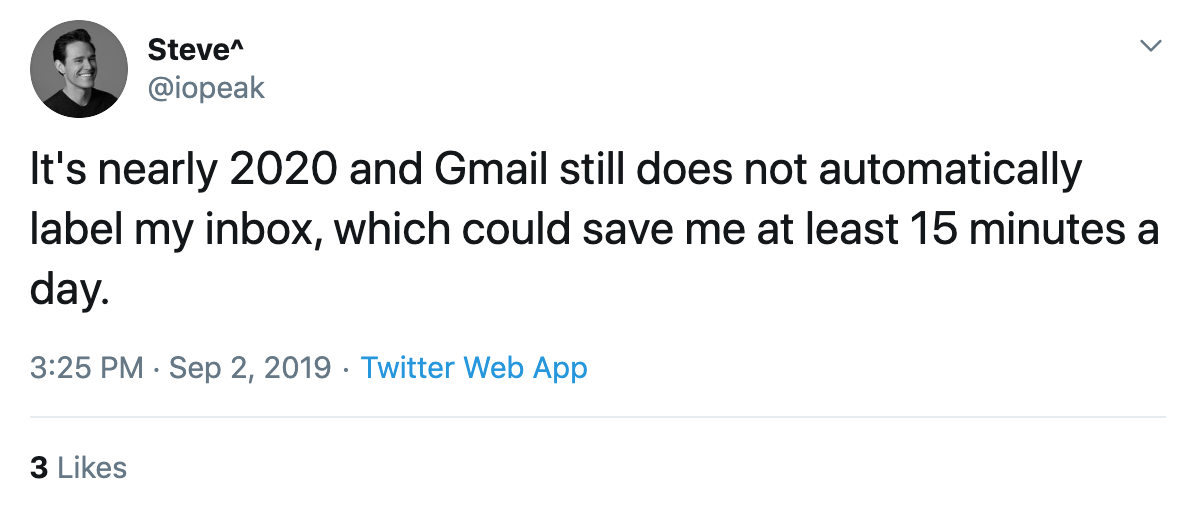 Steve^
@iopeak
It's nearly 2020 and Gmail still does not automatically
label my inbox, which could save me at least 15 minutes a
day.
3:25 PM · Sep 2, 2019 · Twitter Web App
3 Likes